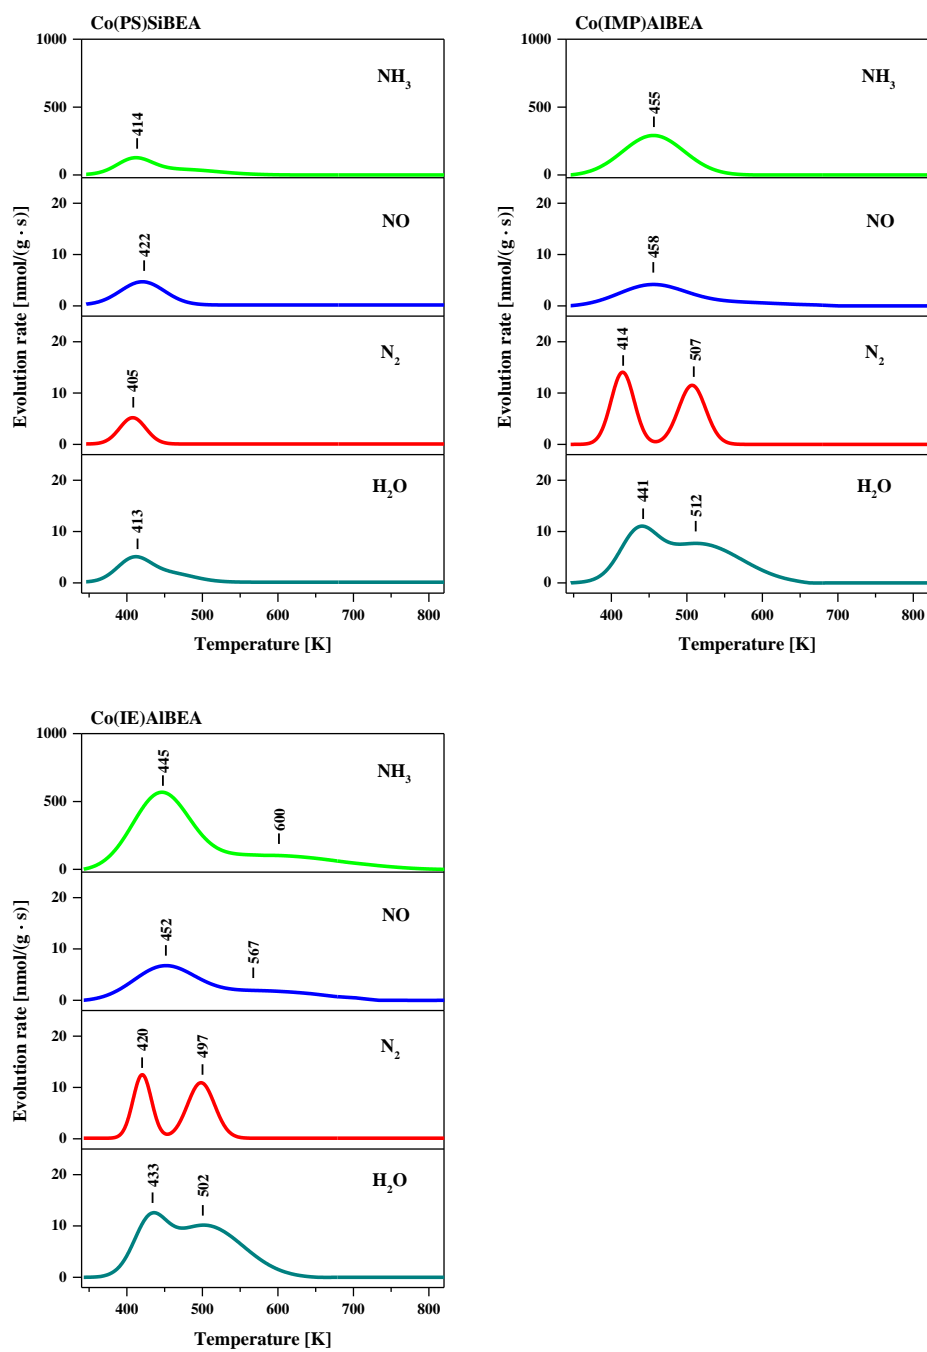 Co(PS)SiBEA
Evolution rate [nmol/(g · s)]
1000
500
0
NH₃
414
20
10
0
NO
422
20
10
0
N₂
405
20
10
0
H₂O
413
400 500 600 700 800
Temperature [K]
Co(IMP)AlBEA
Evolution rate [nmol/(g · s)]
1000
500
0
NH₃
455
20
10
0
NO
458
20
10
0
N₂
414 507
20
10
0
H₂O
441 512
400 500 600 700 800
Temperature [K]
Co(IE)AlBEA
Evolution rate [nmol/(g · s)]
1000
500
0
NH₃
445 600
20
10
0
NO
452 567
20
10
0
N₂
420 497
20
10
0
H₂O
433 502
400 500 600 700 800
Temperature [K]